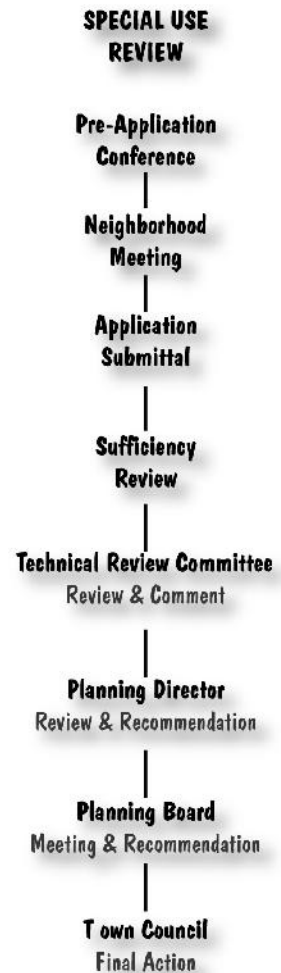 SPECIAL USE
REVIEW
Pre-Application
Conference
Neighborhood
Meeting
Application
Submittal
Sufficiency
Review
Technical Review Committee
Review & Comment
Planning Director
Review & Recommendation
Planning Board
Meeting & Recommendation
Town Council
Final Action